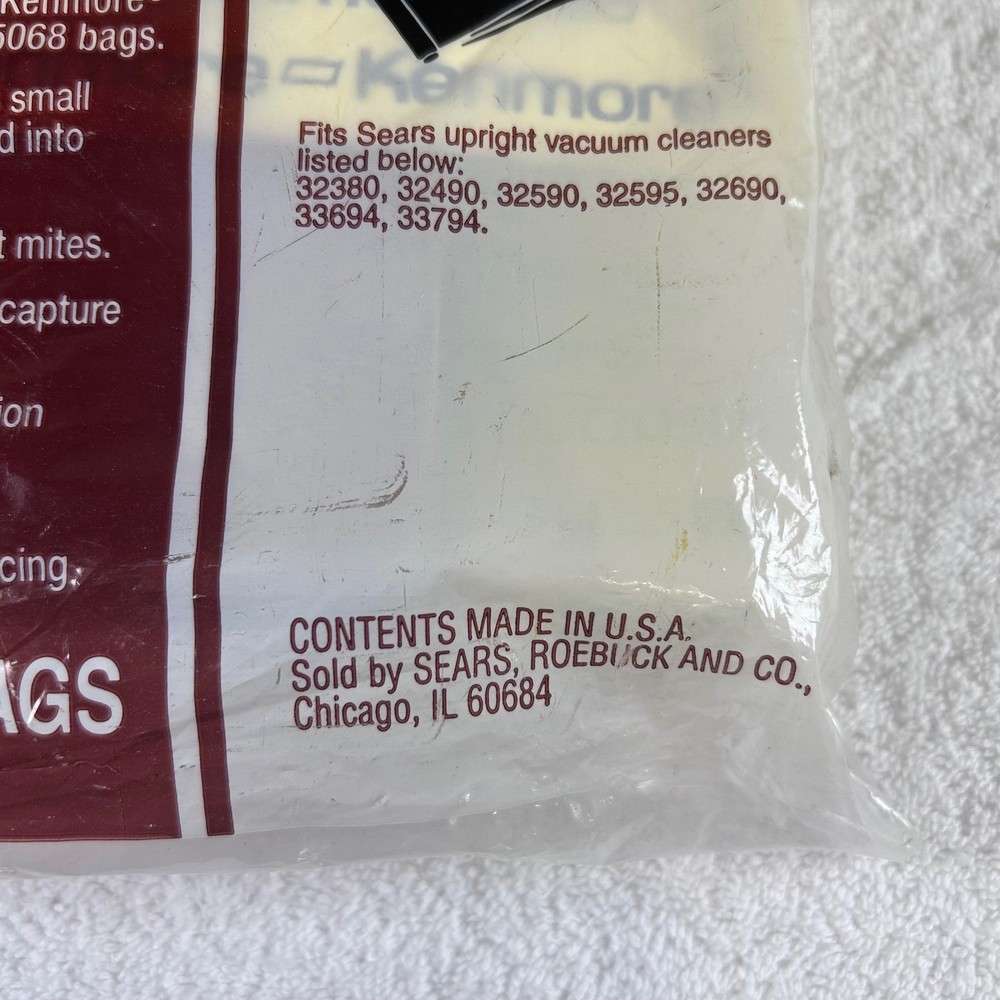 Kenmore
5068 bags.
small
d into
t mites.
capture
ion
cing.
AGS
Kenmore
Fits Sears upright vacuum cleaners
listed below:
32380, 32490, 32590, 32595, 32690,
33694, 33794.
CONTENTS MADE IN U.S.A.
Sold by SEARS, ROEBUCK AND CO.,
Chicago, IL 60684